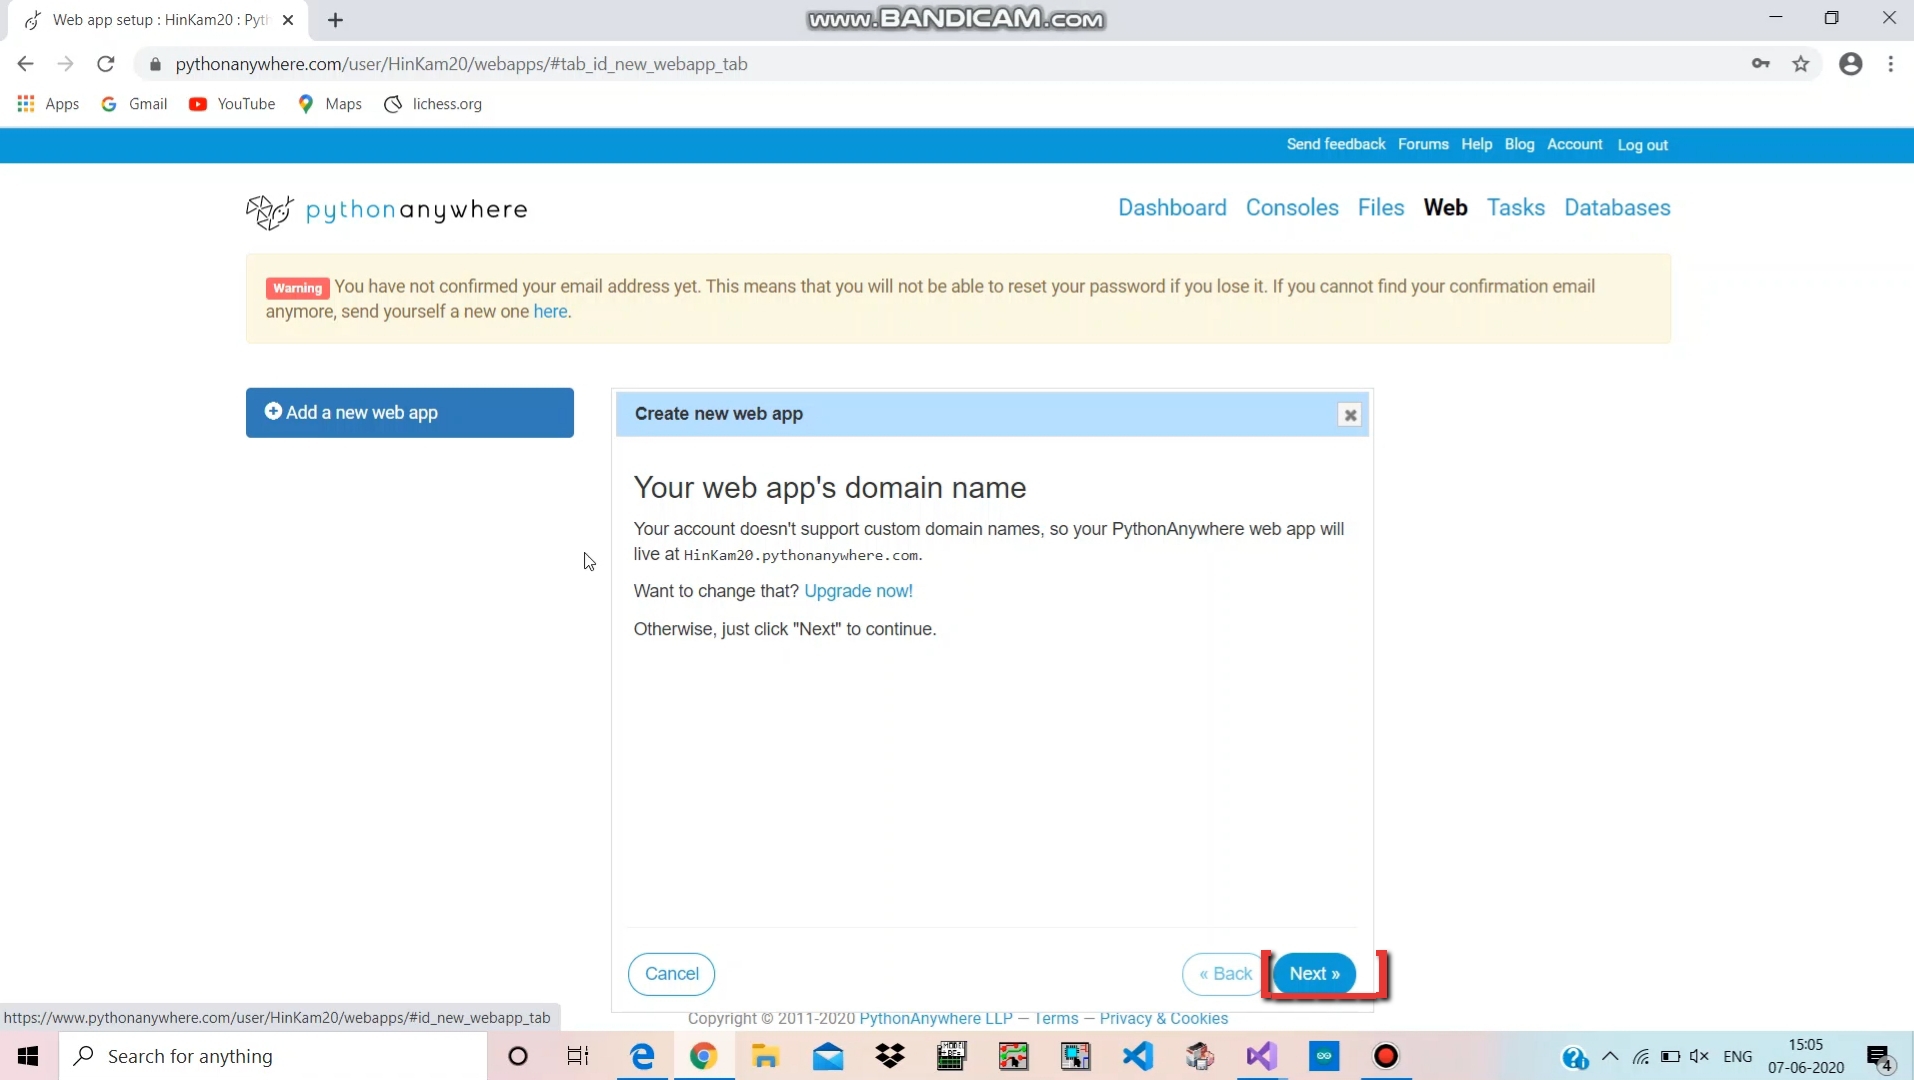 Web app setup : HinKam20 : Pyth
www.BANDICAM.com
pythonanywhere.com/user/HinKam20/webapps/#tab_id_new_webapp_tab
Apps Gmail YouTube Maps lichess.org
Send feedback Forums Help Blog Account Log out
pythonanywhere
Dashboard Consoles Files Web Tasks Databases
Warning You have not confirmed your email address yet. This means that you will not be able to reset your password if you lose it. If you cannot find your confirmation email
anymore, send yourself a new one here.
Add a new web app
Create new web app
Your web app's domain name
Your account doesn't support custom domain names, so your PythonAnywhere web app will
live at HinKam20.pythonanywhere.com.
Want to change that? Upgrade now!
Otherwise, just click "Next" to continue.
Cancel « Back Next »
https://www.pythonanywhere.com/user/HinKam20/webapps/#id_new_webapp_tab
Copyright © 2011-2020 PythonAnywhere LLP — Terms — Privacy & Cookies
Search for anything
ENG
15:05
07-06-2020
4